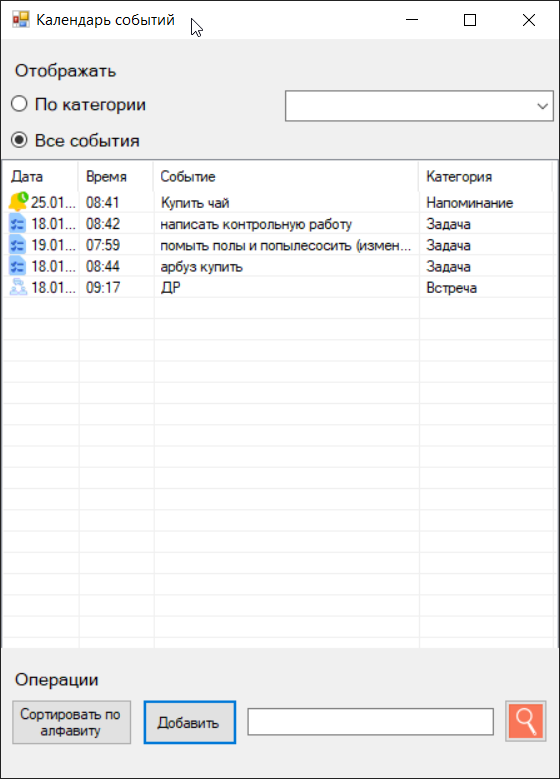 Календарь событий
Отображать
По категории
Все события
Дата Время Событие Категория
25.01... 08:41 Купить чай Напоминание
18.01... 08:42 написать контрольную работу Задача
19.01... 07:59 помыть полы и попылесосить (измен... Задача
18.01... 08:44 арбуз купить Задача
18.01... 09:17 ДР Встреча
Операции
Сортировать по
алфавиту
Добавить